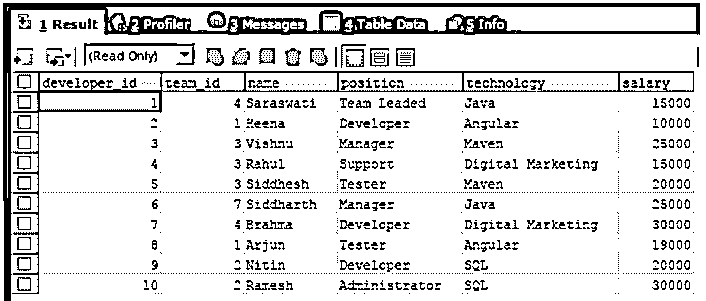 1 Result 2 Profiler 3 Messages 4 Table Data 5 Info
(Read Only)
developer_id team_id name position technology salary
1 4 Saraswati Team Leaded Java 15000
2 1 Heena Developer Angular 10000
3 3 Vishnu Manager Maven 25000
4 3 Rahul Support Digital Marketing 15000
5 3 Siddhesh Tester Maven 20000
6 7 Siddharth Manager Java 25000
7 4 Brahma Developer Digital Marketing 30000
8 1 Arjun Tester Angular 19000
9 2 Nitin Developer SQL 20000
10 2 Ramesh Administrator SQL 30000